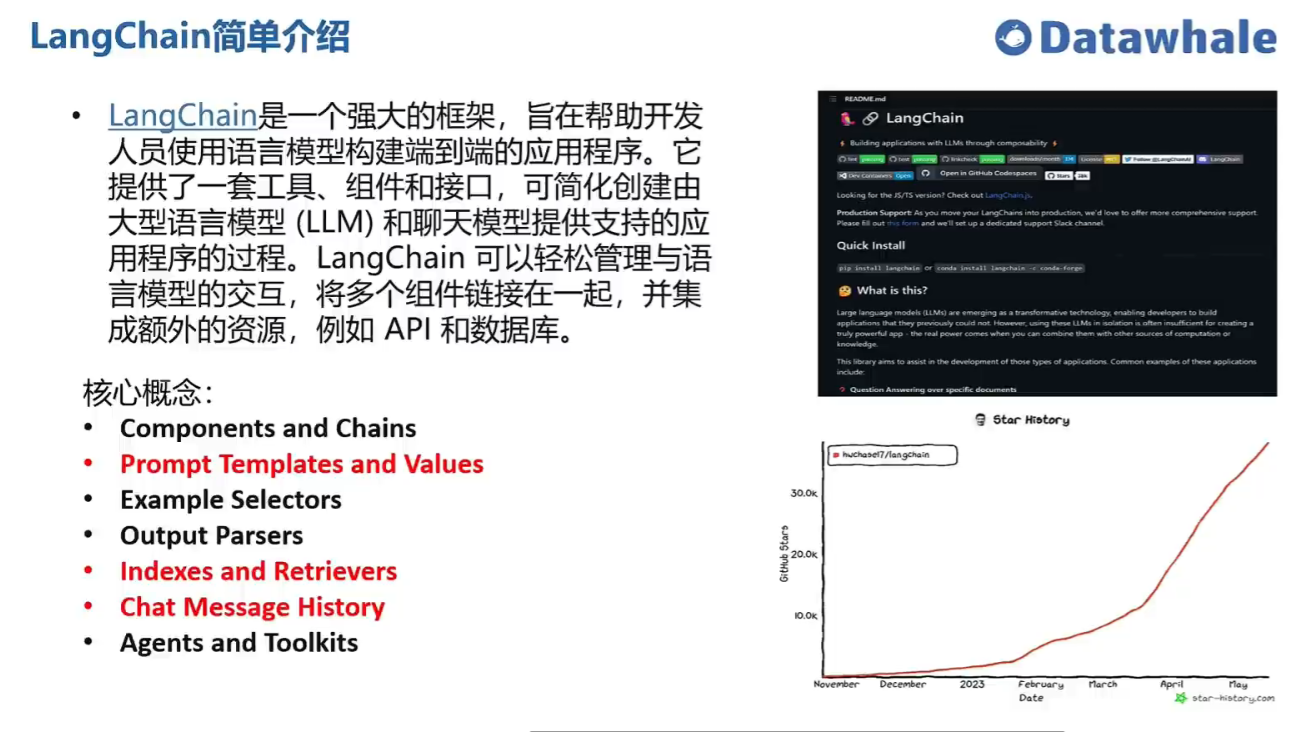 LangChain简单介绍
Datawhale
• LangChain是一个强大的框架，旨在帮助开发
人员使用语言模型构建端到端的应用程序。它
提供了一套工具、组件和接口，可简化创建由
大型语言模型 (LLM) 和聊天模型提供支持的应
用程序的过程。LangChain 可以轻松管理与语
言模型的交互，将多个组件链接在一起，并集
成额外的资源，例如 API 和数据库。
核心概念：
• Components and Chains
• Prompt Templates and Values
• Example Selectors
• Output Parsers
• Indexes and Retrievers
• Chat Message History
• Agents and Toolkits
README.md
LangChain
Building applications with LLMs through composability
lint passing test passing linkcheck passing downloads/month Follow @LangChainAI LangChain
Dev Containers Open Open in GitHub Codespaces Stars
Looking for the JS/TS version? Check out LangChain.js.
Production Support: As you move your LangChains into production, we'd love to offer more comprehensive support.
Please fill out this form and we'll set up a dedicated support Slack channel.
Quick Install
pip install langchain or conda install langchain -c conda-forge
What is this?
Large language models (LLMs) are emerging as a transformative technology, enabling developers to build
applications that they previously could not. However, using these LLMs in isolation is often insufficient for creating a
truly powerful app - the real power comes when you can combine them with other sources of computation or
knowledge.
This library aims to assist in the development of those types of applications. Common examples of these applications
include:
Question Answering over specific documents
Star History
hwchase17/langchain
30.0k
20.0k
10.0k
GitHub Stars
November December 2023 February March April May
Date
star-history.com